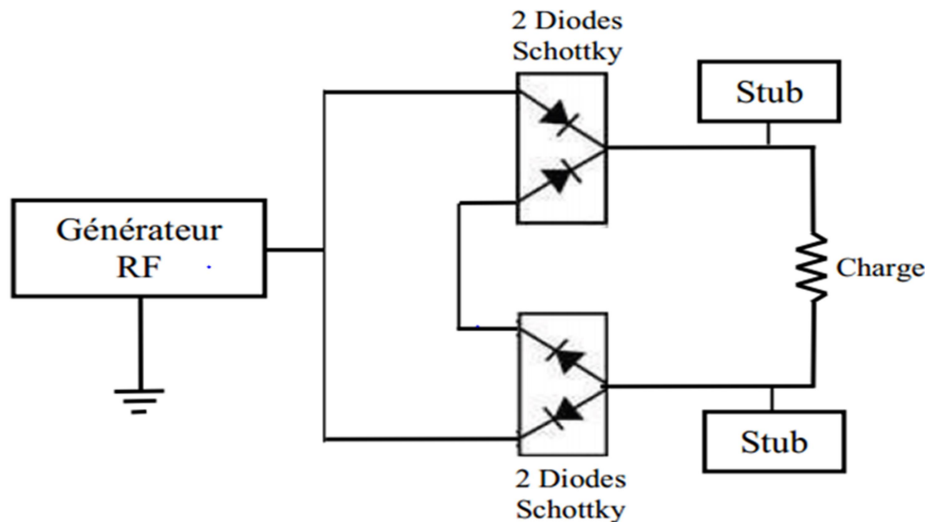 2 Diodes
Schottky
Stub
Générateur
RF
Charge
Stub
2 Diodes
Schottky